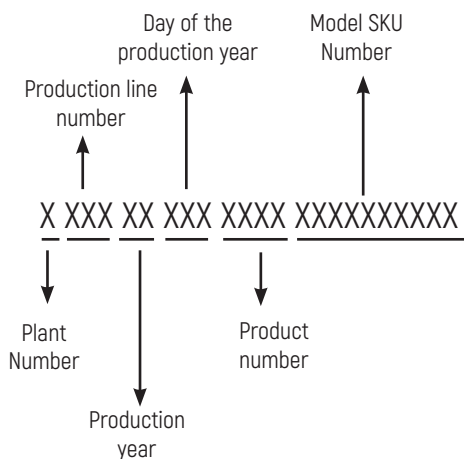 Day of the
production year
Model SKU
Number
Production line
number
X XXX XX XXX XXXX XXXXXXXXXX
Plant
Number
Product
number
Production
year